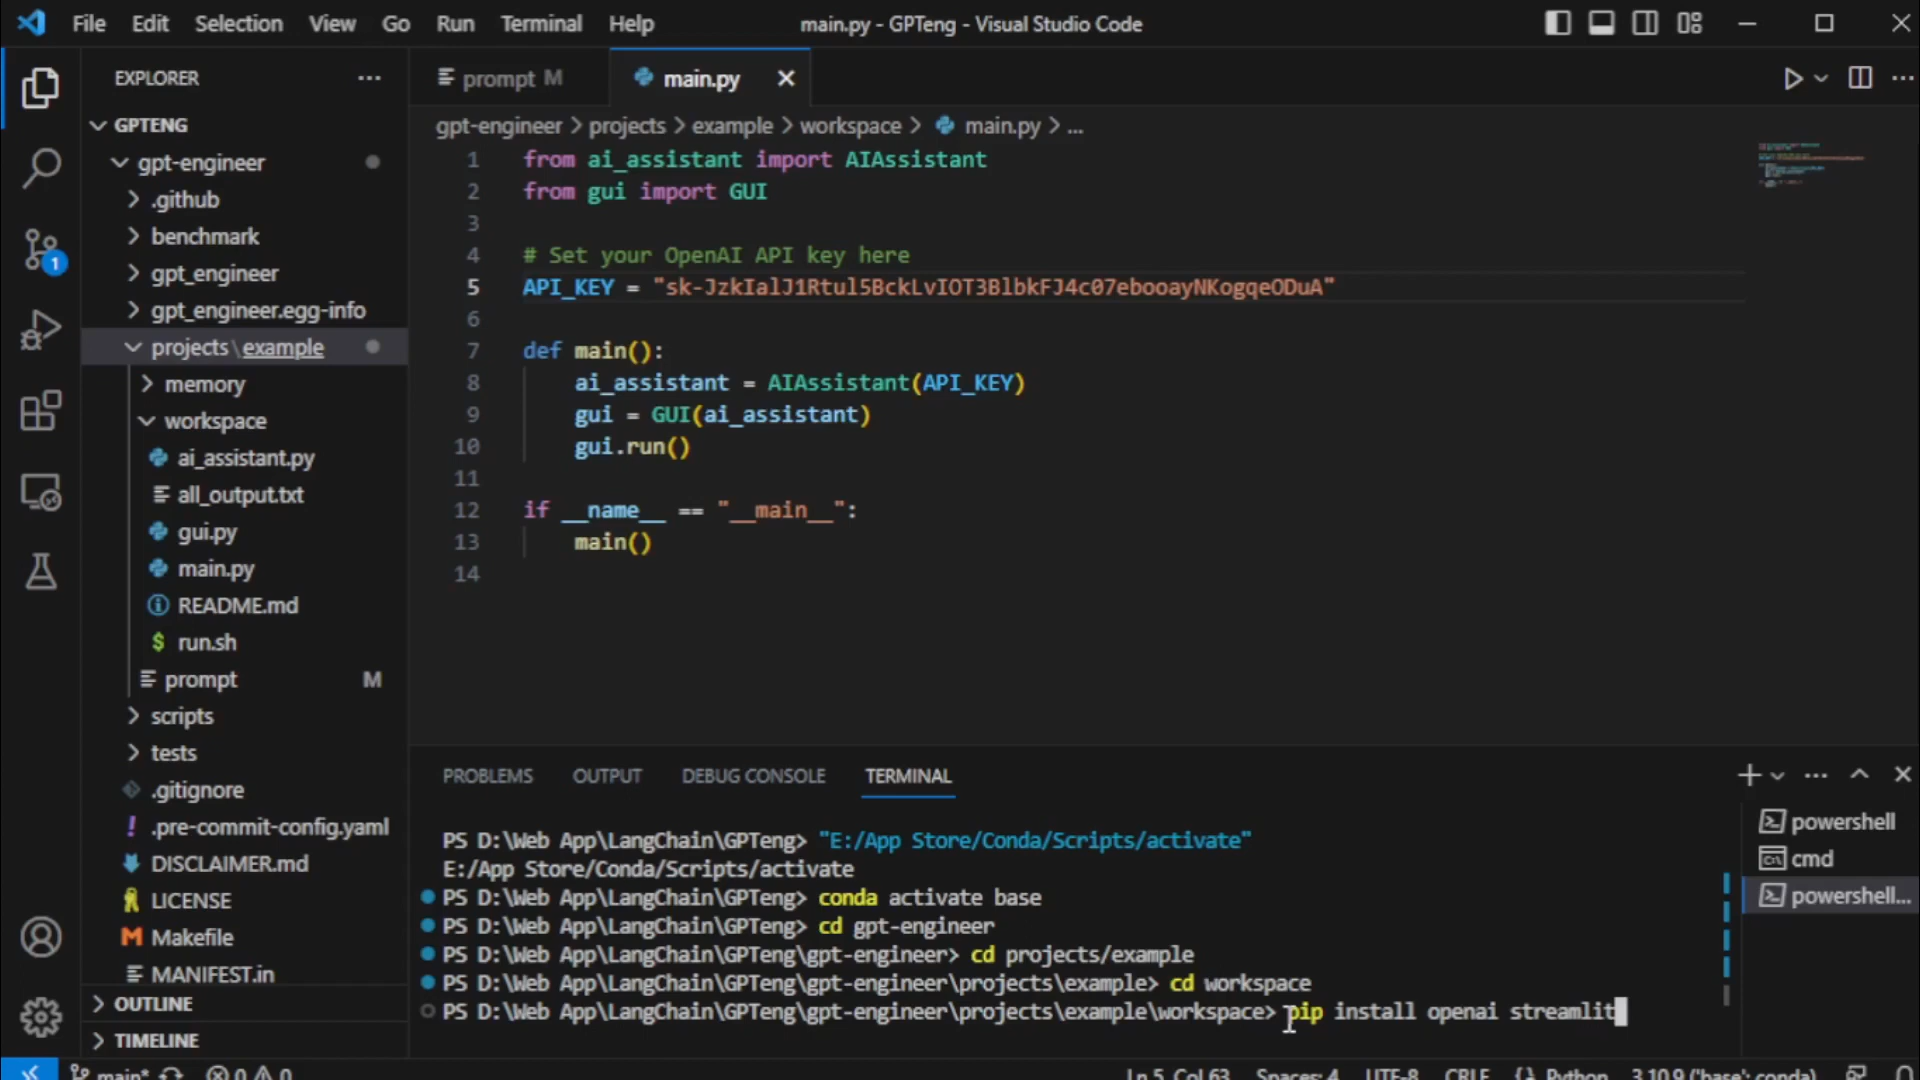 File Edit Selection View Go Run Terminal Help main.py - GPTeng - Visual Studio Code
EXPLORER
GPTENG
gpt-engineer
.github
benchmark
gpt_engineer
gpt_engineer.egg-info
projects\example
memory
workspace
ai_assistant.py
all_output.txt
gui.py
main.py
README.md
run.sh
prompt M
scripts
tests
.gitignore
.pre-commit-config.yaml
DISCLAIMER.md
LICENSE
Makefile
MANIFEST.in
OUTLINE
TIMELINE
prompt M main.py
gpt-engineer > projects > example > workspace > main.py > ...
1 from ai_assistant import AIAssistant
2 from gui import GUI
3
4 # Set your OpenAI API key here
5 API_KEY = "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"
6
7 def main():
8 ai_assistant = AIAssistant(API_KEY)
9 gui = GUI(ai_assistant)
10 gui.run()
11
12 if __name__ == "__main__":
13 main()
14
PROBLEMS OUTPUT DEBUG CONSOLE TERMINAL
PS D:\Web App\LangChain\GPTeng> "E:/App Store/Conda/Scripts/activate"
E:/App Store/Conda/Scripts/activate
PS D:\Web App\LangChain\GPTeng> conda activate base
PS D:\Web App\LangChain\GPTeng> cd gpt-engineer
PS D:\Web App\LangChain\GPTeng\gpt-engineer> cd projects/example
PS D:\Web App\LangChain\GPTeng\gpt-engineer\projects\example> cd workspace
PS D:\Web App\LangChain\GPTeng\gpt-engineer\projects\example\workspace> pip install openai streamlit
powershell
cmd
powershell...
main* 0 0 Ln 5, Col 63 Spaces: 4 UTF-8 CRLF Python 3.10.9 ('base': conda)